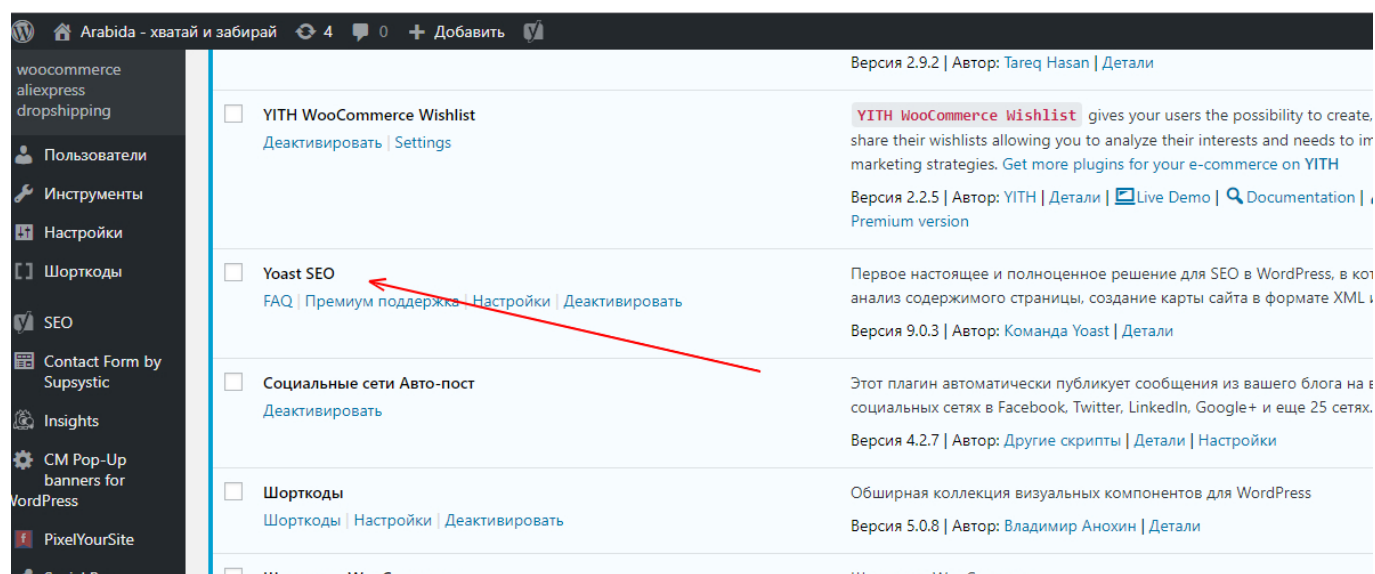 Arabida - хватай и забирай 4 0 Добавить
woocommerce
aliexpress
dropshipping
Пользователи
Инструменты
Настройки
Шорткоды
SEO
Contact Form by
Supsystic
Insights
CM Pop-Up
banners for
WordPress
PixelYourSite
Версия 2.9.2 | Автор: Tareq Hasan | Детали
YITH WooCommerce Wishlist
Деактивировать | Settings
YITH WooCommerce Wishlist gives your users the possibility to create,
share their wishlists allowing you to analyze their interests and needs to im
marketing strategies. Get more plugins for your e-commerce on YITH
Версия 2.2.5 | Автор: YITH | Детали | Live Demo | Documentation |
Premium version
Yoast SEO
FAQ | Премиум поддержка | Настройки | Деактивировать
Первое настоящее и полноценное решение для SEO в WordPress, в кот
анализ содержимого страницы, создание карты сайта в формате XML и
Версия 9.0.3 | Автор: Команда Yoast | Детали
Социальные сети Авто-пост
Деактивировать
Этот плагин автоматически публикует сообщения из вашего блога на в
социальных сетях в Facebook, Twitter, LinkedIn, Google+ и еще 25 сетях.
Версия 4.2.7 | Автор: Другие скрипты | Детали | Настройки
Шорткоды
Шорткоды | Настройки | Деактивировать
Обширная коллекция визуальных компонентов для WordPress
Версия 5.0.8 | Автор: Владимир Анохин | Детали